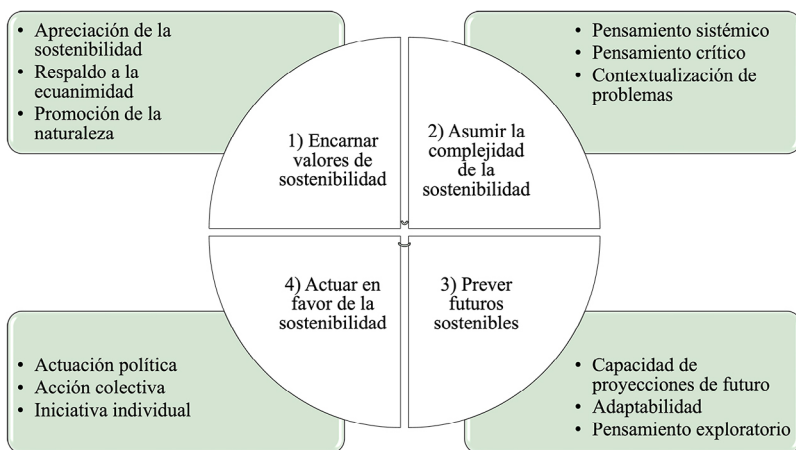 • Apreciación de la
sostenibilidad
• Respaldo a la
ecuanimidad
• Promoción de la
naturaleza
• Pensamiento sistémico
• Pensamiento crítico
• Contextualización de
problemas
1) Encarnar
valores de
sostenibilidad
2) Asumir la
complejidad
de la
sostenibilidad
4) Actuar en
favor de la
sostenibilidad
3) Prever
futuros
sostenibles
• Actuación política
• Acción colectiva
• Iniciativa individual
• Capacidad de
proyecciones de futuro
• Adaptabilidad
• Pensamiento exploratorio